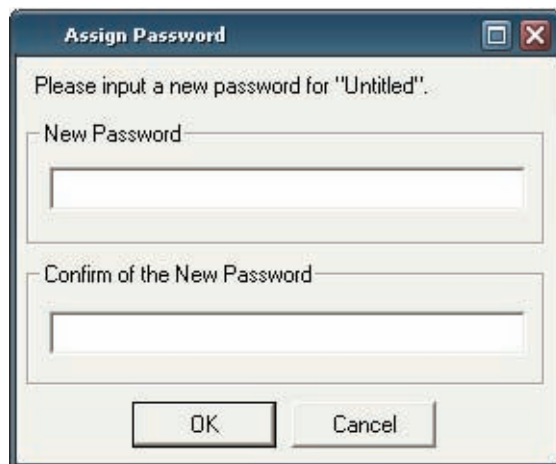 Assign Password
Please input a new password for "Untitled".
New Password
Confirm of the New Password
OK
Cancel